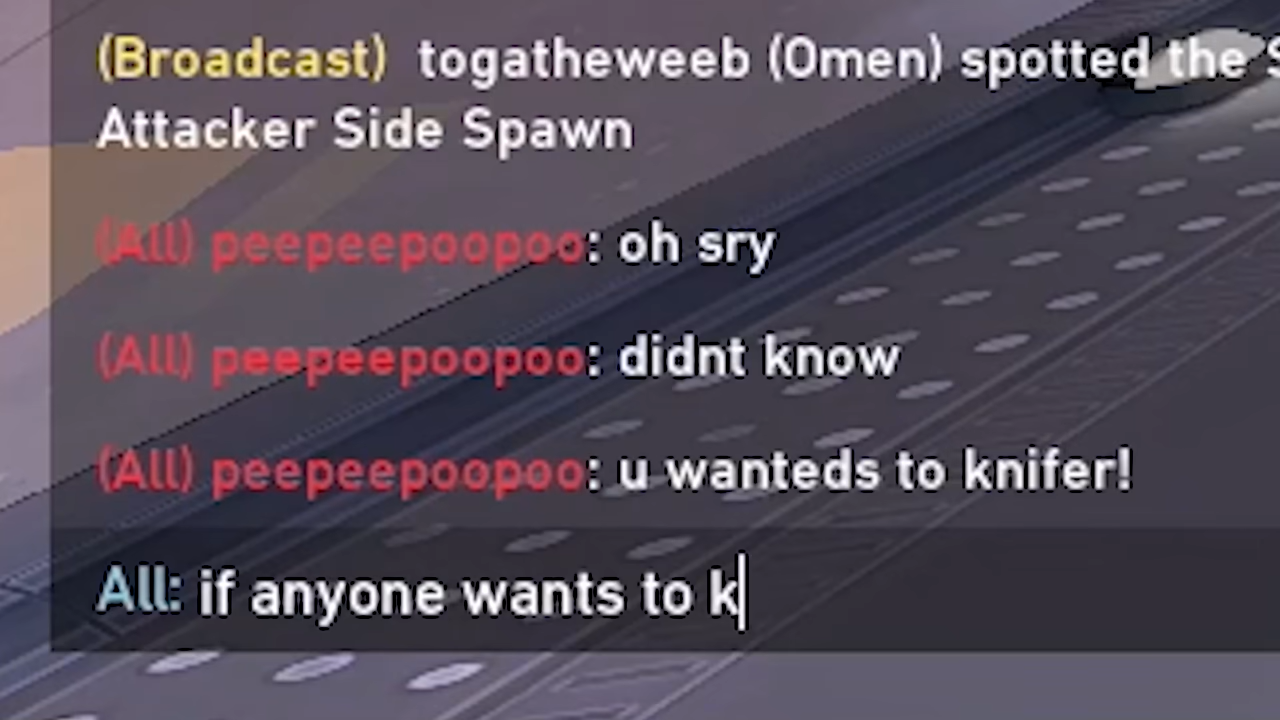 (Broadcast) togatheweeb (Omen) spotted the
Attacker Side Spawn
(All) peepeepoopoo: oh sry
(All) peepeepoopoo: didnt know
(All) peepeepoopoo: u wanteds to knifer!
All: if anyone wants to k